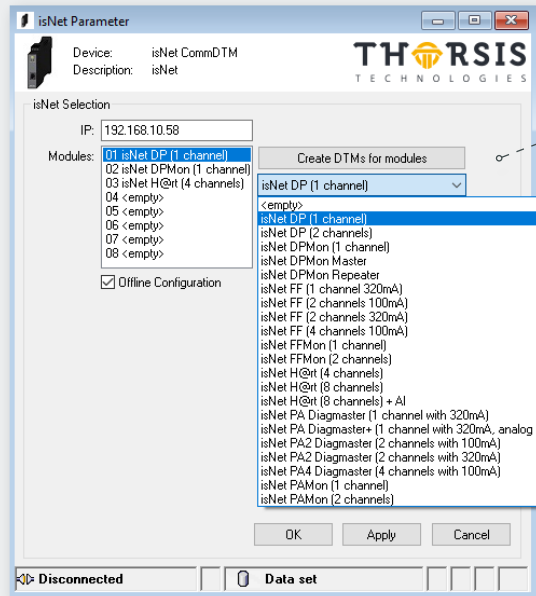 isNet Parameter
Device: isNet CommDTM
Description: isNet
THORSIS
TECHNOLOGIES
isNet Selection
IP: 192.168.10.58
Modules:
01 isNet DP (1 channel)
02 isNet DPMon (1 channel)
03 isNet H@rt (4 channels)
04 <empty>
05 <empty>
06 <empty>
07 <empty>
08 <empty>
Offline Configuration
Create DTMs for modules
isNet DP (1 channel)
<empty>
isNet DP (1 channel)
isNet DP (2 channels)
isNet DPMon (1 channel)
isNet DPMon Master
isNet DPMon Repeater
isNet FF (1 channel 320mA)
isNet FF (2 channels 100mA)
isNet FF (2 channels 320mA)
isNet FF (4 channels 100mA)
isNet FFMon (1 channel)
isNet FFMon (2 channels)
isNet H@rt (4 channels)
isNet H@rt (8 channels)
isNet H@rt (8 channels) + AI
isNet PA Diagmaster (1 channel with 320mA)
isNet PA Diagmaster+ (1 channel with 320mA, analog
isNet PA2 Diagmaster (2 channels with 100mA)
isNet PA2 Diagmaster (2 channels with 320mA)
isNet PA4 Diagmaster (4 channels with 100mA)
isNet PAMon (1 channel)
isNet PAMon (2 channels)
OK Apply Cancel
Disconnected Data set